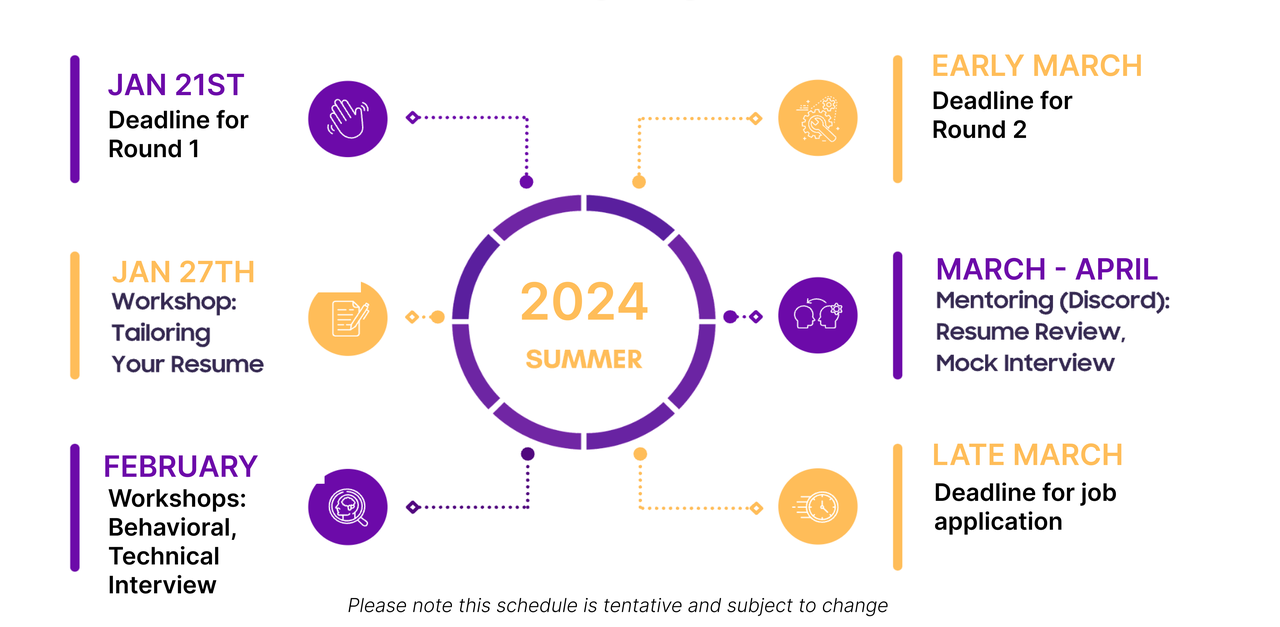 JAN 21ST
Deadline for
Round 1
JAN 27TH
Workshop:
Tailoring
Your Resume
FEBRUARY
Workshops:
Behavioral,
Technical
Interview
2024
SUMMER
EARLY MARCH
Deadline for
Round 2
MARCH - APRIL
Mentoring (Discord):
Resume Review,
Mock Interview
LATE MARCH
Deadline for job
application
Please note this schedule is tentative and subject to change